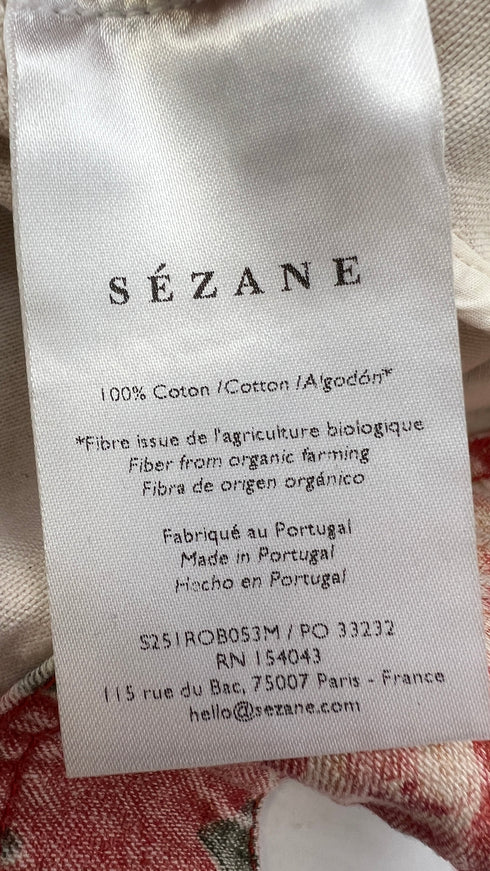 SÉZANE
100% Coton /Cotton /Algodón*
*Fibre issue de l'agriculture biologique
Fiber from organic farming
Fibra de origen orgánico
Fabriqué au Portugal
Made in Portugal
Hecho en Portugal
S251ROB053M / PO 33232
RN 154043
115 rue du Bac, 75007 Paris - France
hello@sezane.com